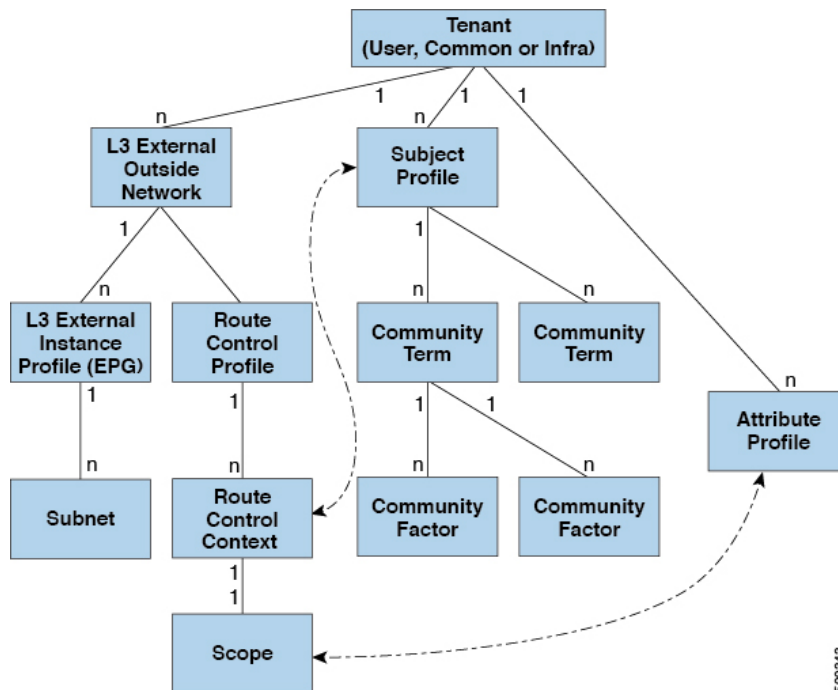 Tenant
(User, Common or Infra)
1
1
1
n
n
L3 External
Outside
Network
Subject
Profile
1
1
n
n
n
L3 External
Instance
Profile (EPG)
Route
Control
Profile
Community
Term
Community
Term
n
1
1
1
1
Attribute
Profile
n
n
n
n
Subnet
Route
Control
Context
Community
Factor
Community
Factor
1
1
Scope